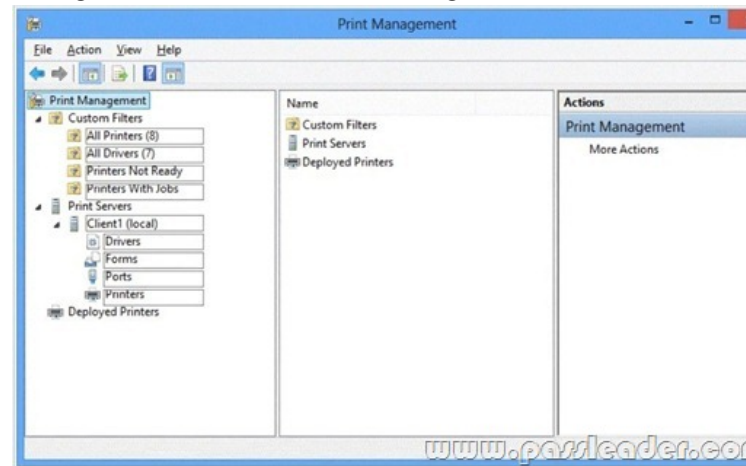 Print Management
File Action View Help
Print Management
Custom Filters
All Printers (8)
All Drivers (7)
Printers Not Ready
Printers With Jobs
Print Servers
Client1 (local)
Drivers
Forms
Ports
Printers
Deployed Printers
Name
Custom Filters
Print Servers
Deployed Printers
Actions
Print Management
More Actions
www.passleader.com